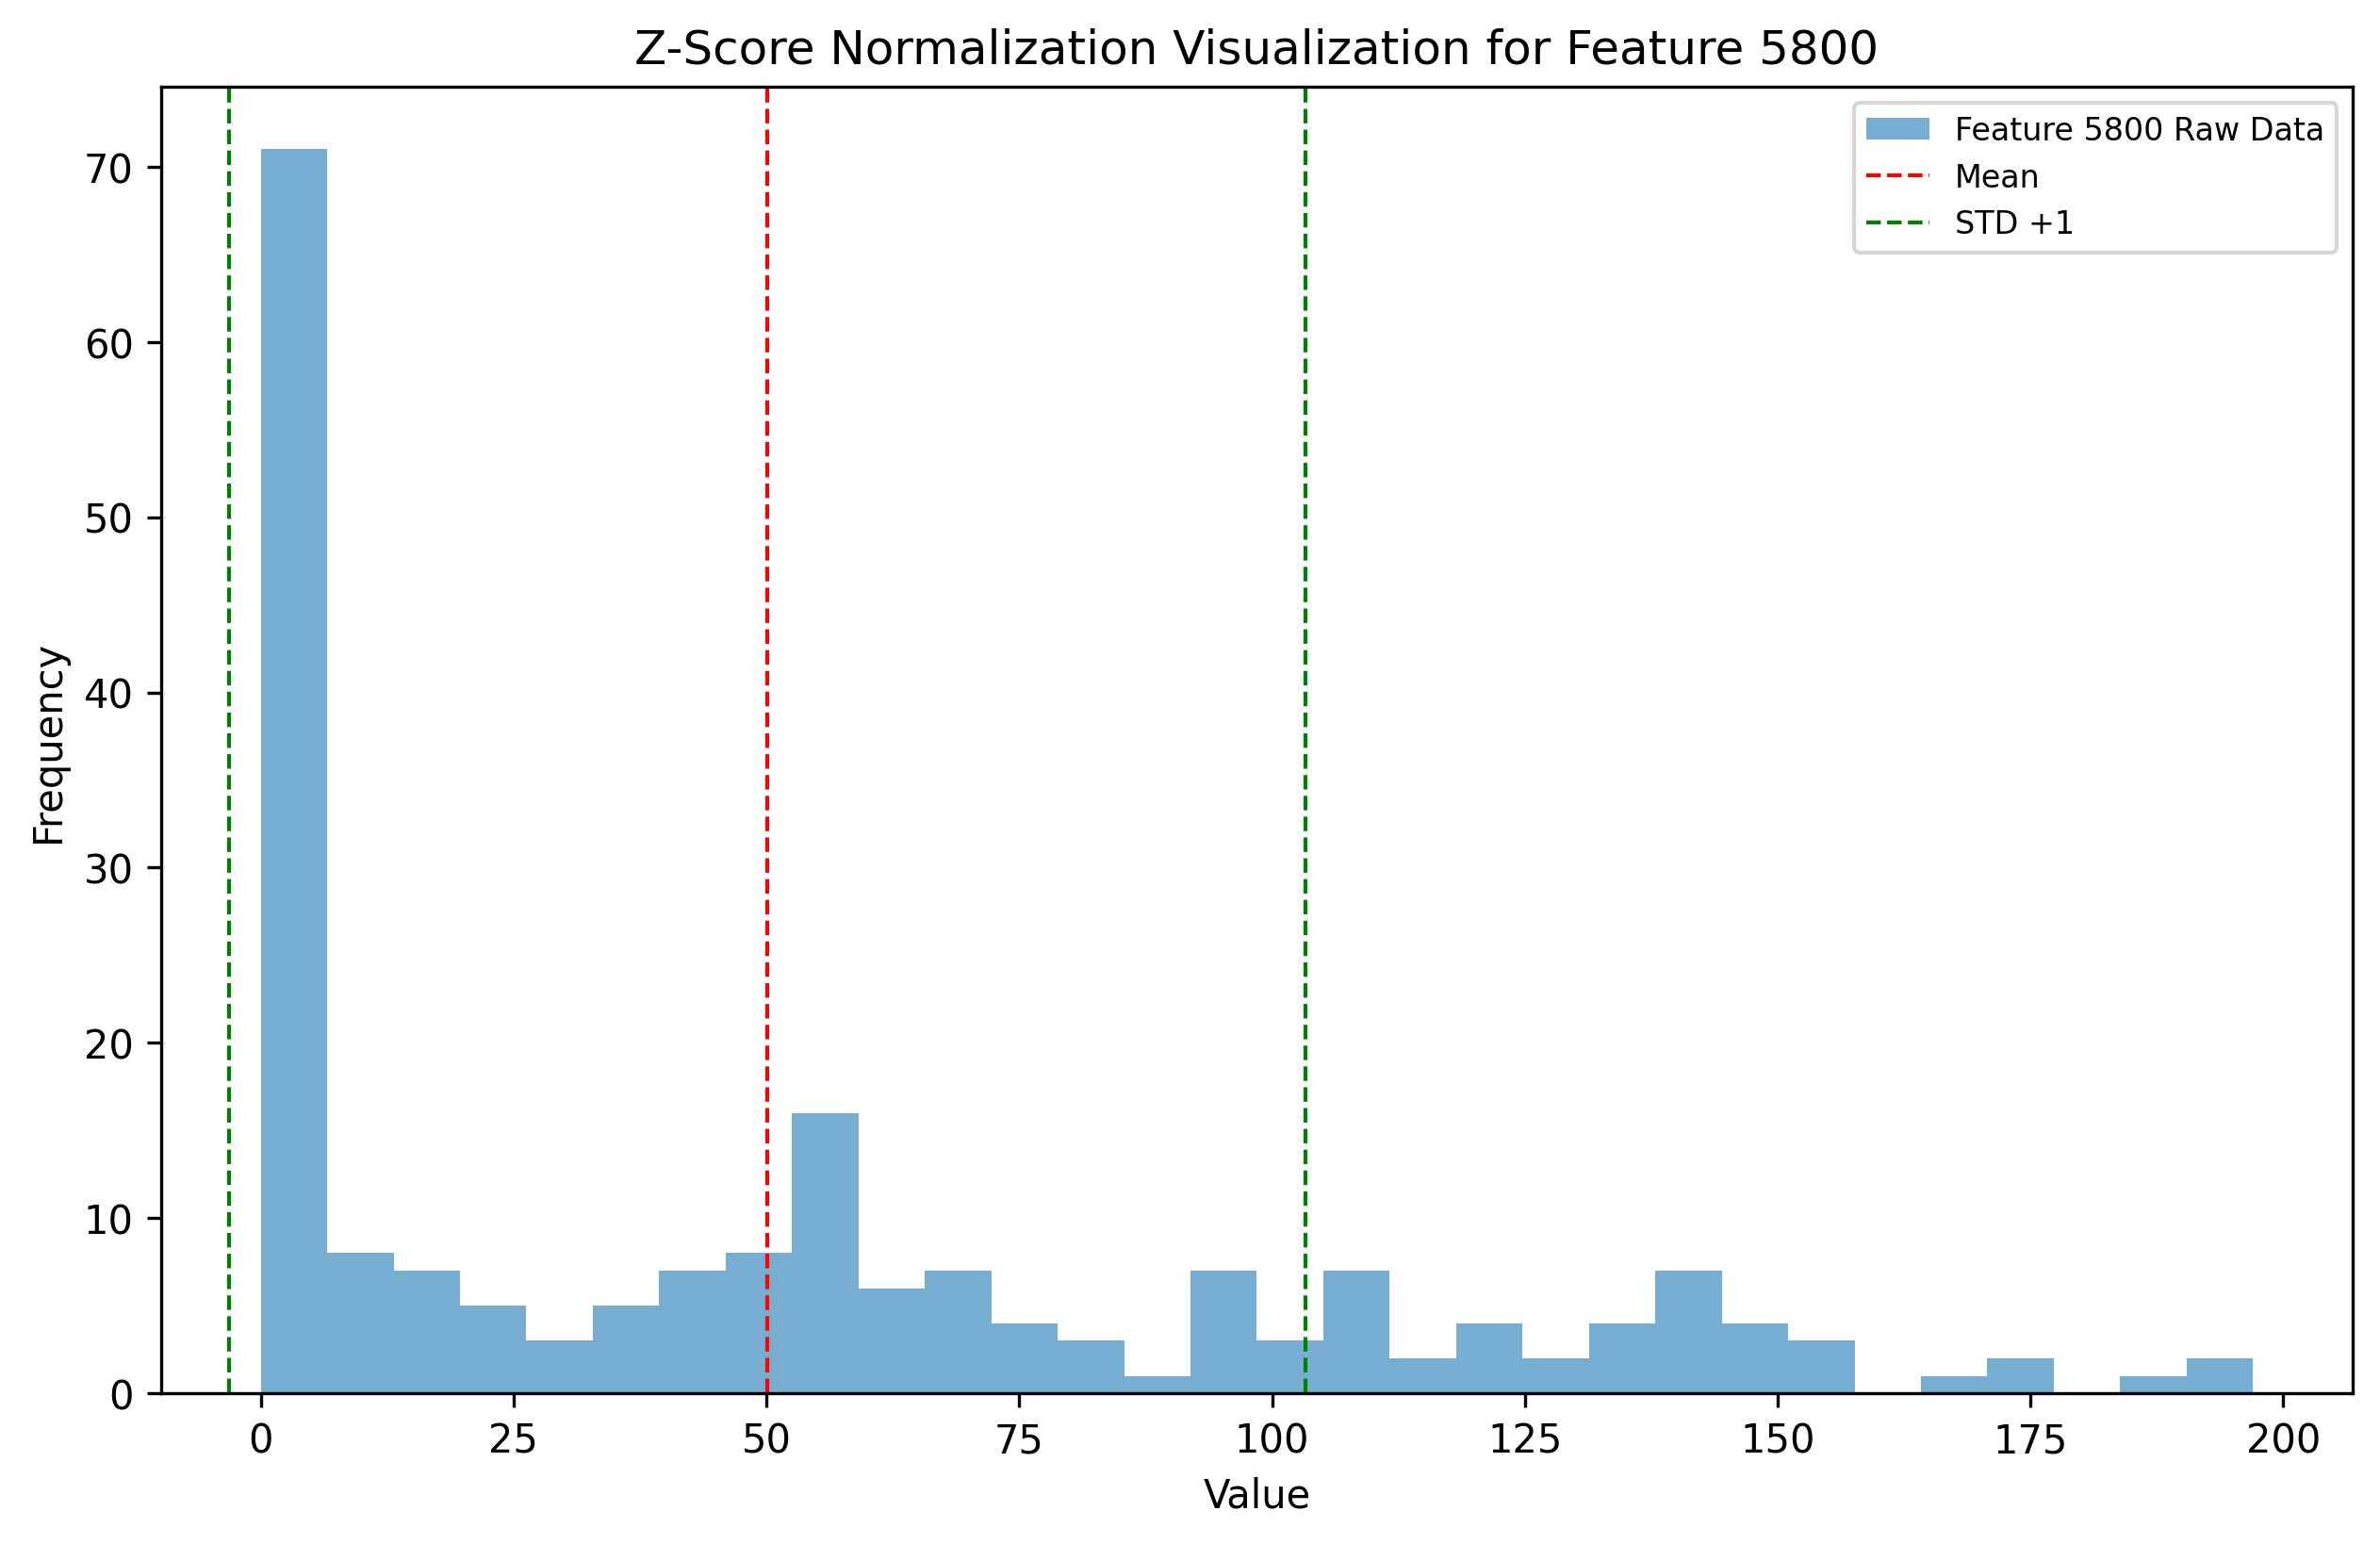 Z-Score Normalization Visualization for Feature 5800
Feature 5800 Raw Data
Mean
STD +1
70
60
50
40
30
20
10
0
Frequency
0 25 50 75 100 125 150 175 200
Value